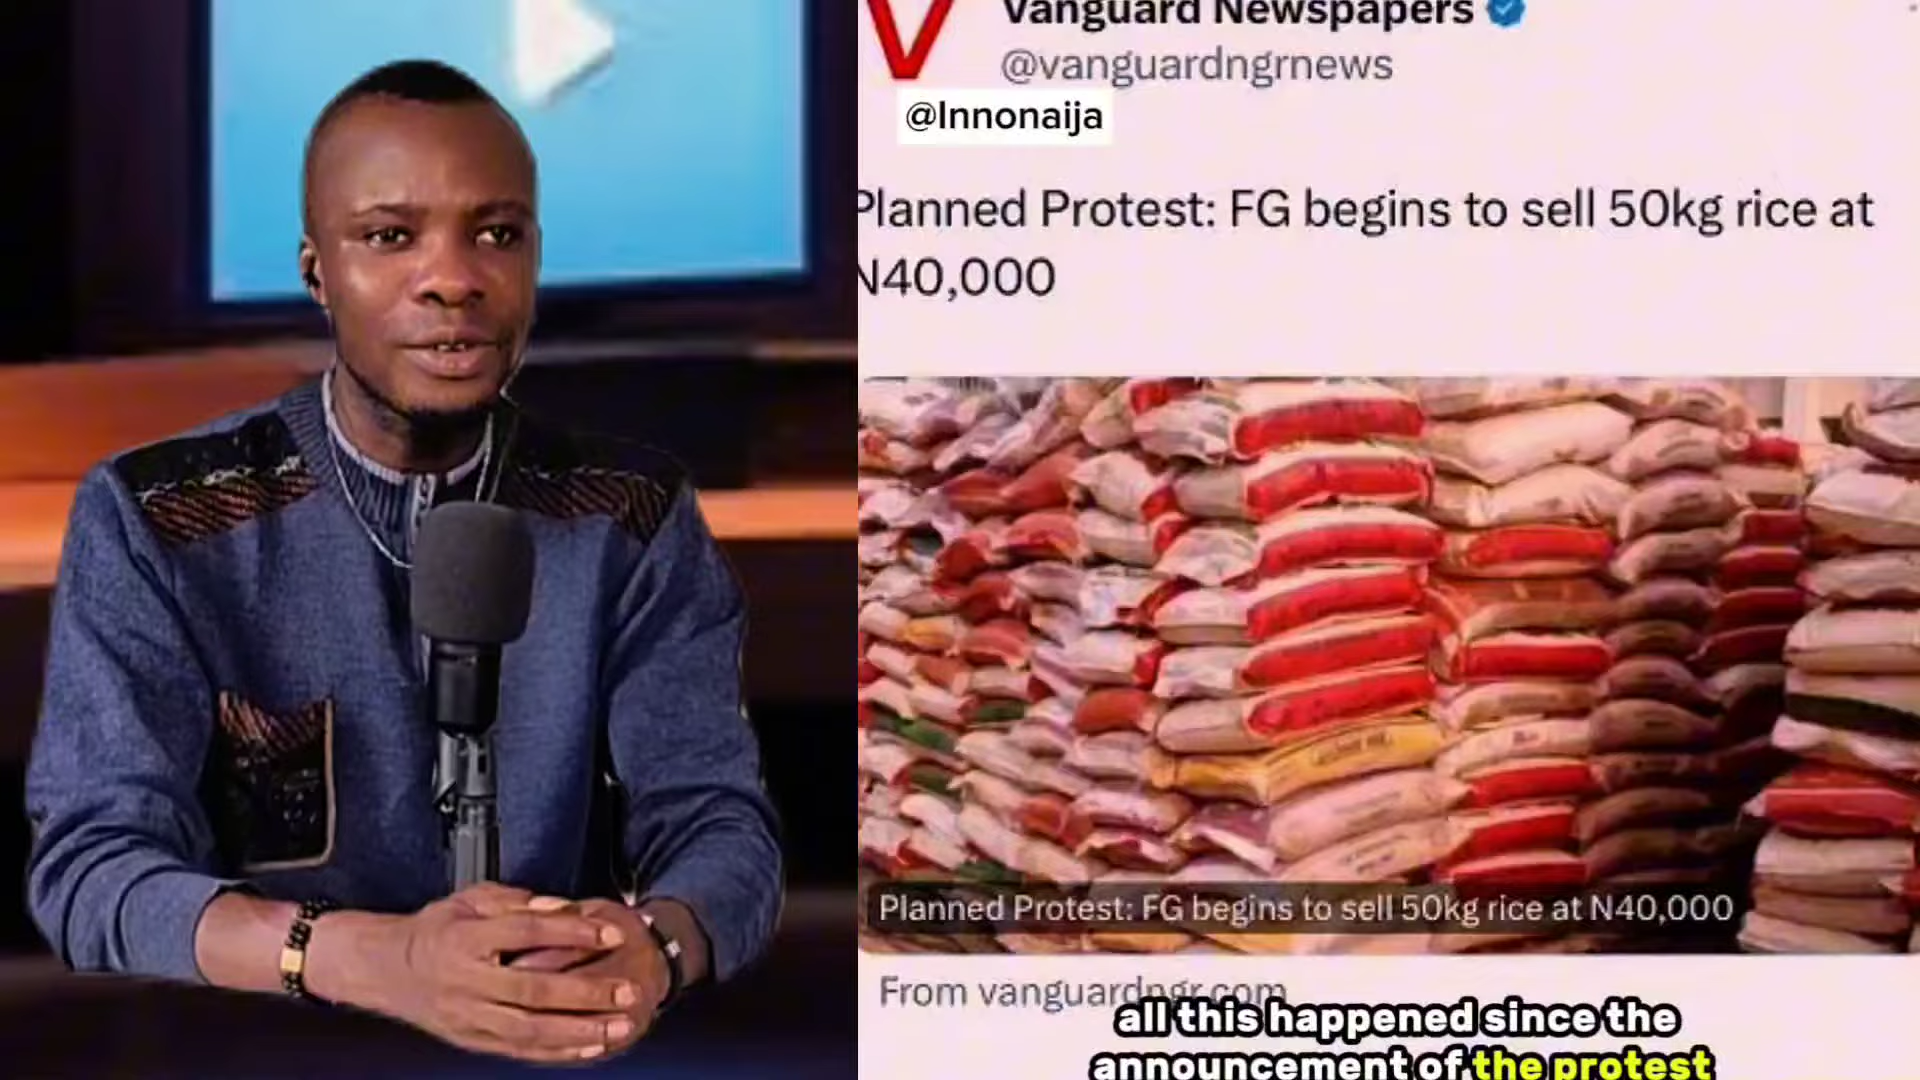 Vanguard Newspapers
@vanguardngrnews
@Innonaija
Planned Protest: FG begins to sell 50kg rice at
N40,000
Planned Protest: FG begins to sell 50kg rice at N40,000
From vanguardngr.com
all this happened since the
announcement of the protest